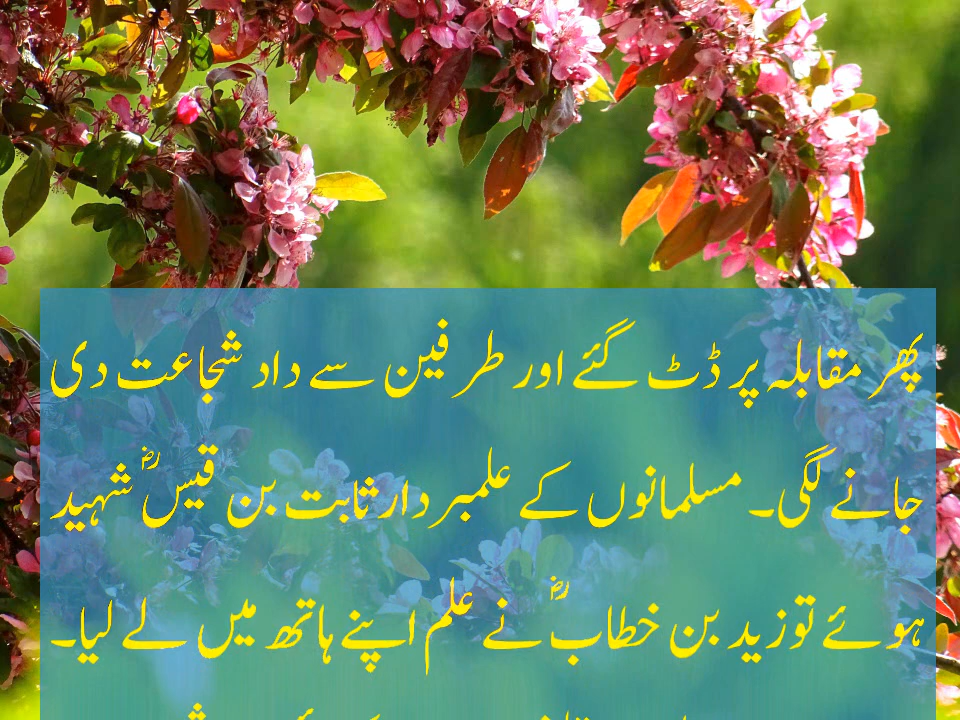 پھر مقابلہ پر ڈٹ گئے اور طرفین سے داد شجاعت دی
جانے لگی۔ مسلمانوں کے علمبردار ثابت بن قیسؓ شہید
ہوئے تو زید بن خطابؓ نے علم اپنے ہاتھ میں لے لیا۔